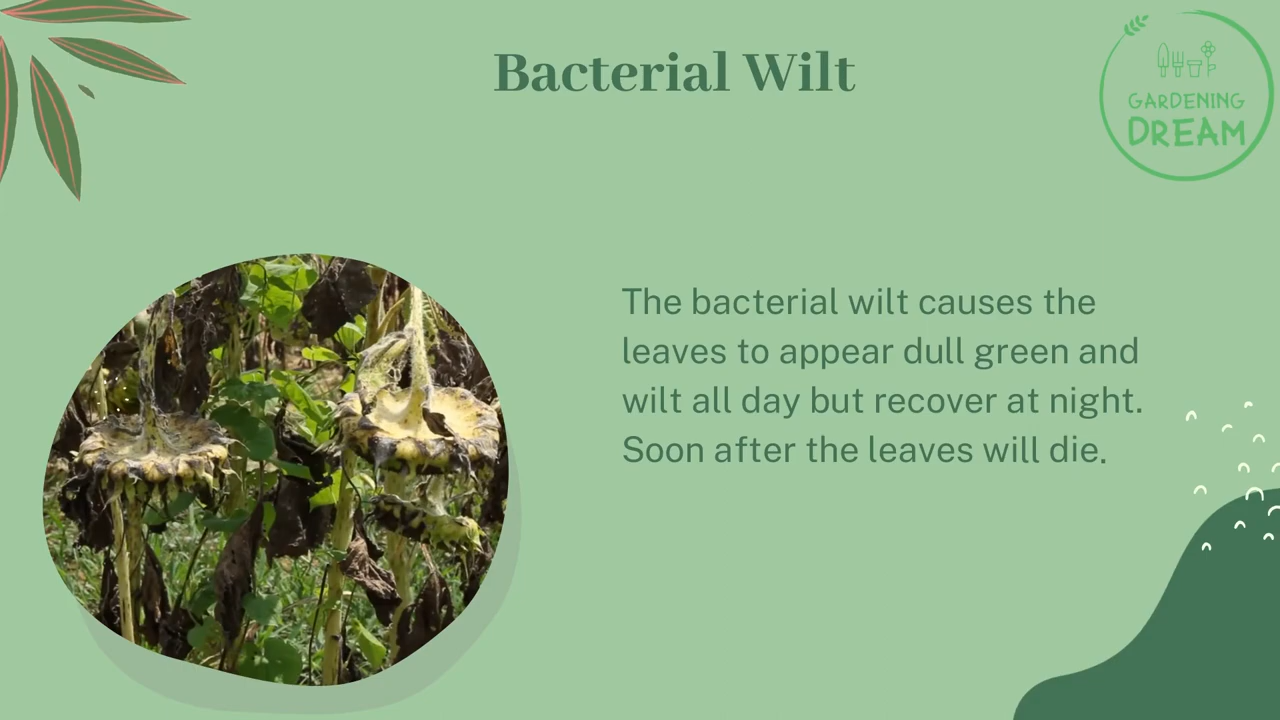 Bacterial Wilt
GARDENING
DREAM
The bacterial wilt causes the
leaves to appear dull green and
wilt all day but recover at night.
Soon after the leaves will die.